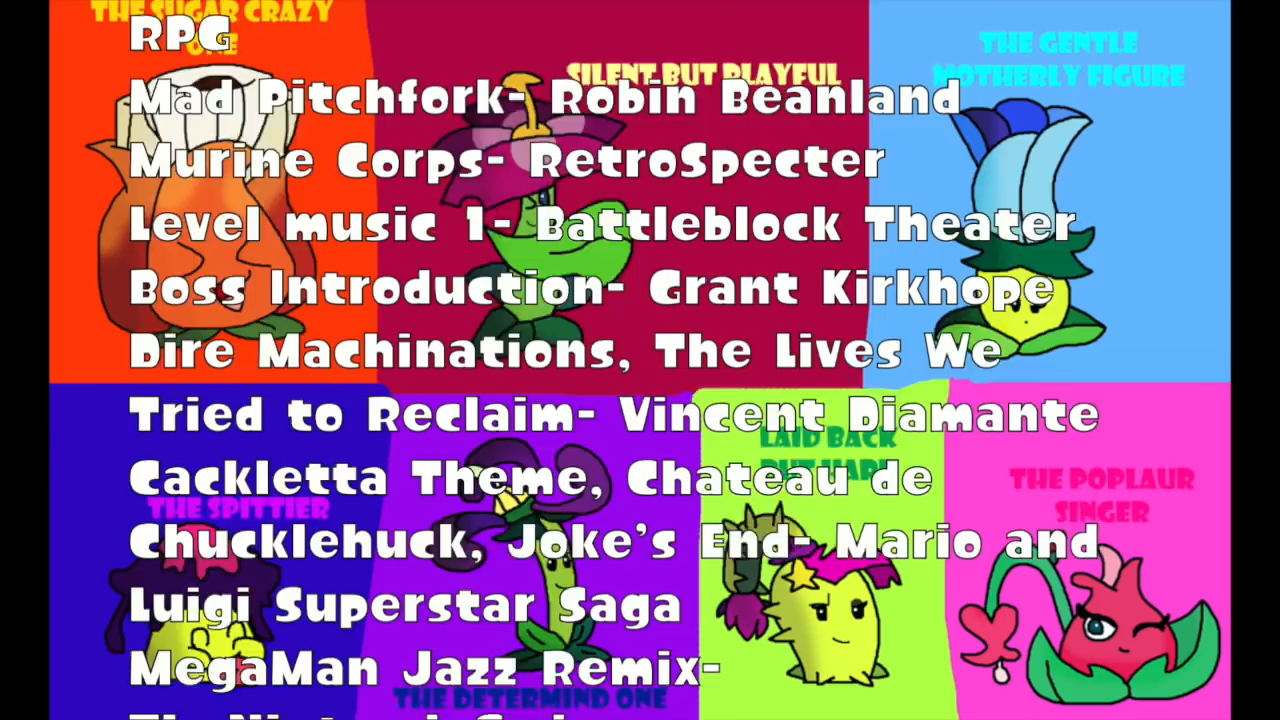 THE SUGAR CRAZY
ONE
SILENT BUT PLAYFUL
THE GENTLE
MOTHERLY FIGURE
RPG
Mad Pitchfork- Robin Beanland
Murine Corps- RetroSpecter
Level music 1- Battleblock Theater
Boss Introduction- Grant Kirkhope
Dire Machinations, The Lives We
Tried to Reclaim- Vincent Diamante
Cackletta Theme, Chateau de
Chucklehuck, Joke's End- Mario and
Luigi Superstar Saga
MegaMan Jazz Remix-
THE SPITTIER
THE DETERMIND ONE
LAID BACK
BUT HARD
THE POPLAUR
SINGER